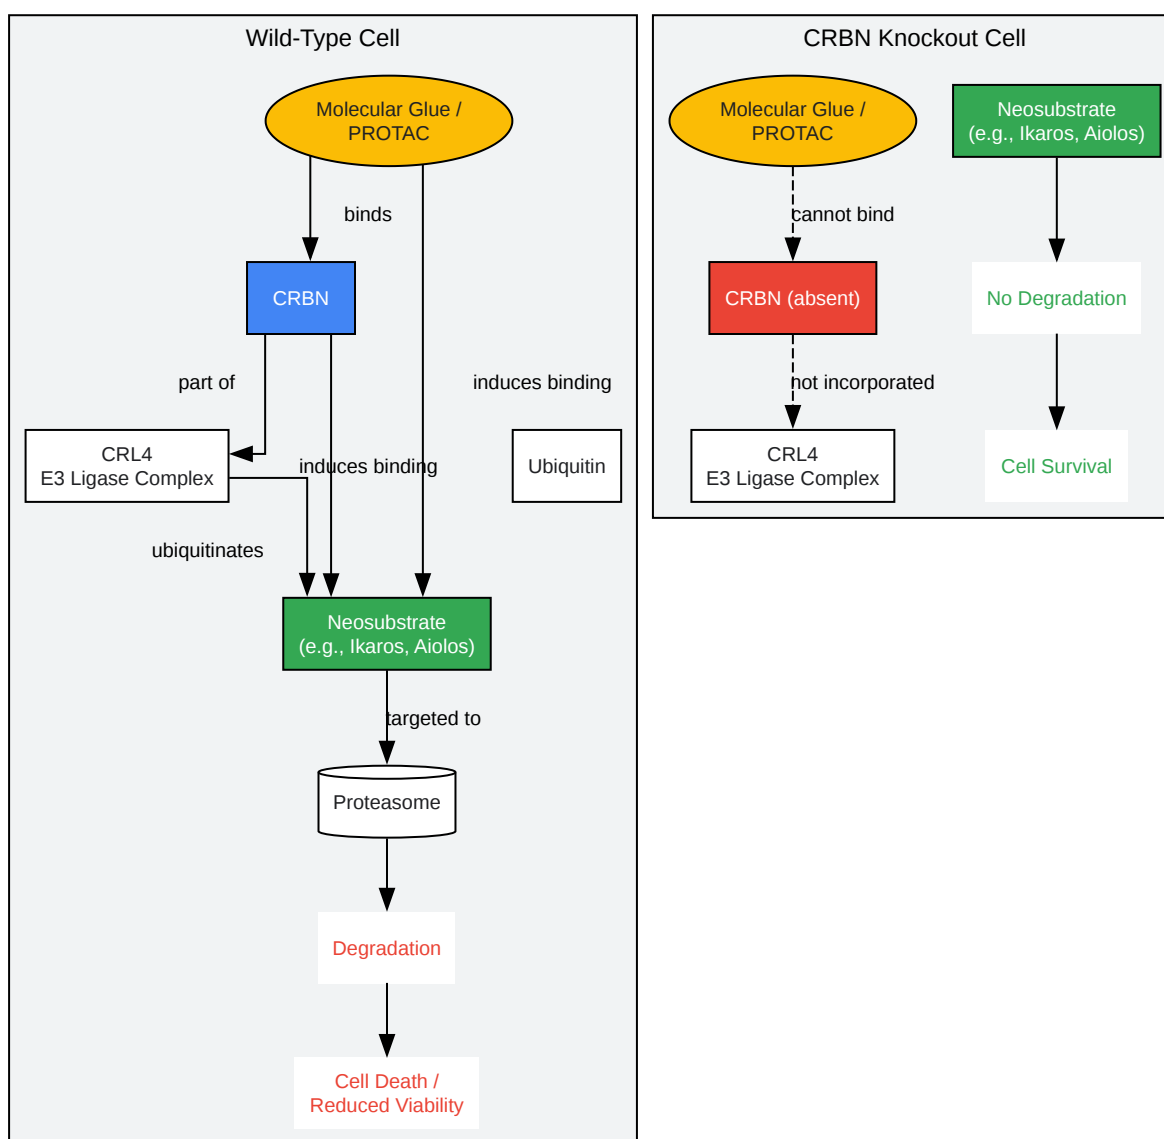 Wild-Type Cell
Molecular Glue /
PROTAC
binds
CRBN
part of
induces binding
CRL4
E3 Ligase Complex
induces binding
Ubiquitin
ubiquitinates
Neosubstrate
(e.g., Ikaros, Aiolos)
targeted to
Proteasome
Degradation
Cell Death /
Reduced Viability
CRBN Knockout Cell
Molecular Glue /
PROTAC
Neosubstrate
(e.g., Ikaros, Aiolos)
cannot bind
CRBN (absent)
No Degradation
not incorporated
CRL4
E3 Ligase Complex
Cell Survival